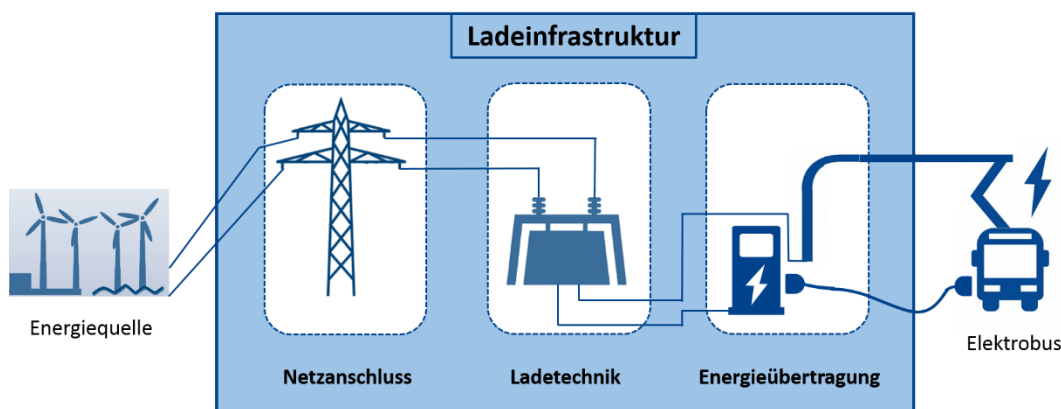 Ladeinfrastruktur
Energiequelle
Netzanschluss
Ladetechnik
Energieübertragung
Elektrobus